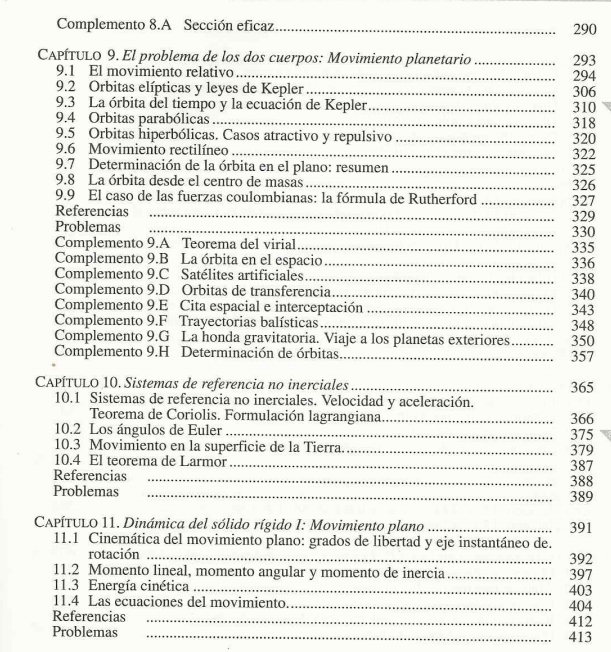 Complemento 8.A Sección eficaz ........ 290
CAPÍTULO 9. El problema de los dos cuerpos: Movimiento planetario ........ 293
9.1 El movimiento relativo ........ 294
9.2 Orbitas elípticas y leyes de Kepler ........ 306
9.3 La órbita del tiempo y la ecuación de Kepler ........ 310
9.4 Orbitas parabólicas ........ 318
9.5 Orbitas hiperbólicas. Casos atractivo y repulsivo ........ 320
9.6 Movimiento rectilíneo ........ 322
9.7 Determinación de la órbita en el plano: resumen ........ 325
9.8 La órbita desde el centro de masas ........ 326
9.9 El caso de las fuerzas coulombianas: la fórmula de Rutherford ........ 327
Referencias ........ 329
Problemas ........ 330
Complemento 9.A Teorema del virial ........ 335
Complemento 9.B La órbita en el espacio ........ 336
Complemento 9.C Satélites artificiales ........ 338
Complemento 9.D Orbitas de transferencia ........ 340
Complemento 9.E Cita espacial e interceptación ........ 343
Complemento 9.F Trayectorias balísticas ........ 348
Complemento 9.G La honda gravitatoria. Viaje a los planetas exteriores ........ 350
Complemento 9.H Determinación de órbitas ........ 357
CAPÍTULO 10. Sistemas de referencia no inerciales ........ 365
10.1 Sistemas de referencia no inerciales. Velocidad y aceleración.
Teorema de Coriolis. Formulación lagrangiana ........ 366
10.2 Los ángulos de Euler ........ 375
10.3 Movimiento en la superficie de la Tierra. ........ 379
10.4 El teorema de Larmor ........ 387
Referencias ........ 388
Problemas ........ 389
CAPÍTULO 11. Dinámica del sólido rígido I: Movimiento plano ........ 391
11.1 Cinemática del movimiento plano: grados de libertad y eje instantáneo de.
rotación ........ 392
11.2 Momento lineal, momento angular y momento de inercia ........ 397
11.3 Energía cinética ........ 403
11.4 Las ecuaciones del movimiento. ........ 404
Referencias ........ 412
Problemas ........ 413